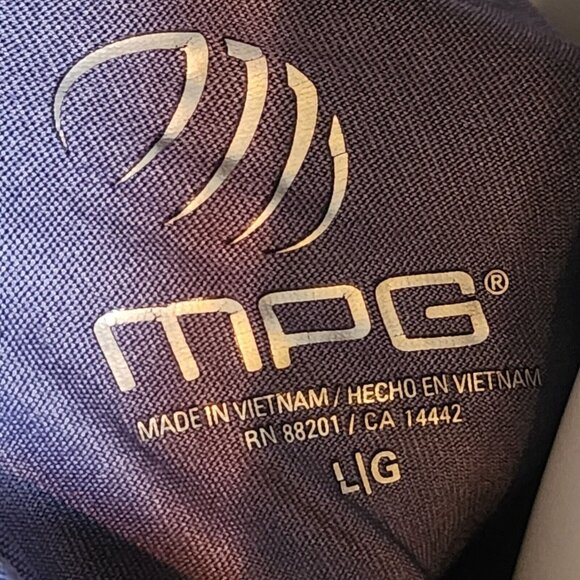 MPG®
MADE IN VIETNAM / HECHO EN VIETNAM
RN 88201 / CA 14442
L|G